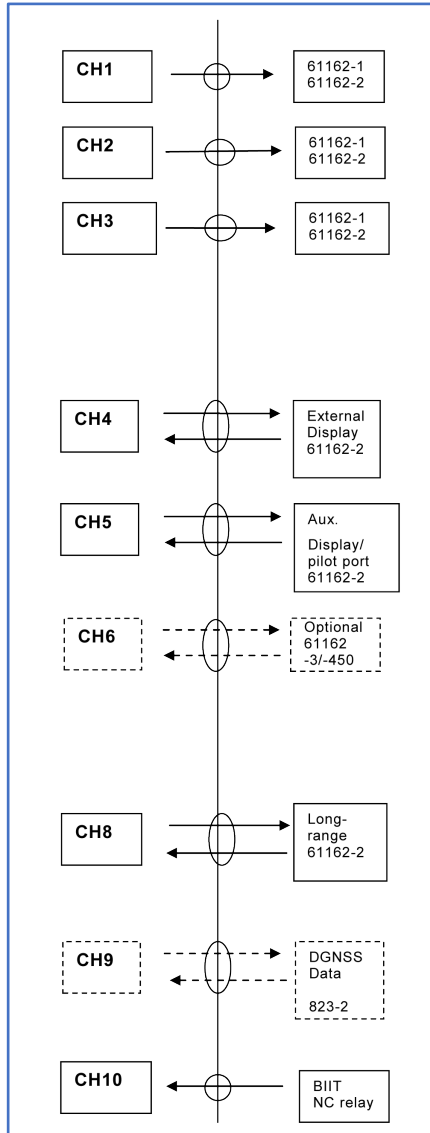 CH1
61162-1
61162-2
CH2
61162-1
61162-2
CH3
61162-1
61162-2
CH4
External
Display
61162-2
CH5
Aux.
Display/
pilot port
61162-2
CH6
Optional
61162
-3/-450
CH8
Long-
range
61162-2
CH9
DGNSS
Data
823-2
CH10
BIIT
NC relay